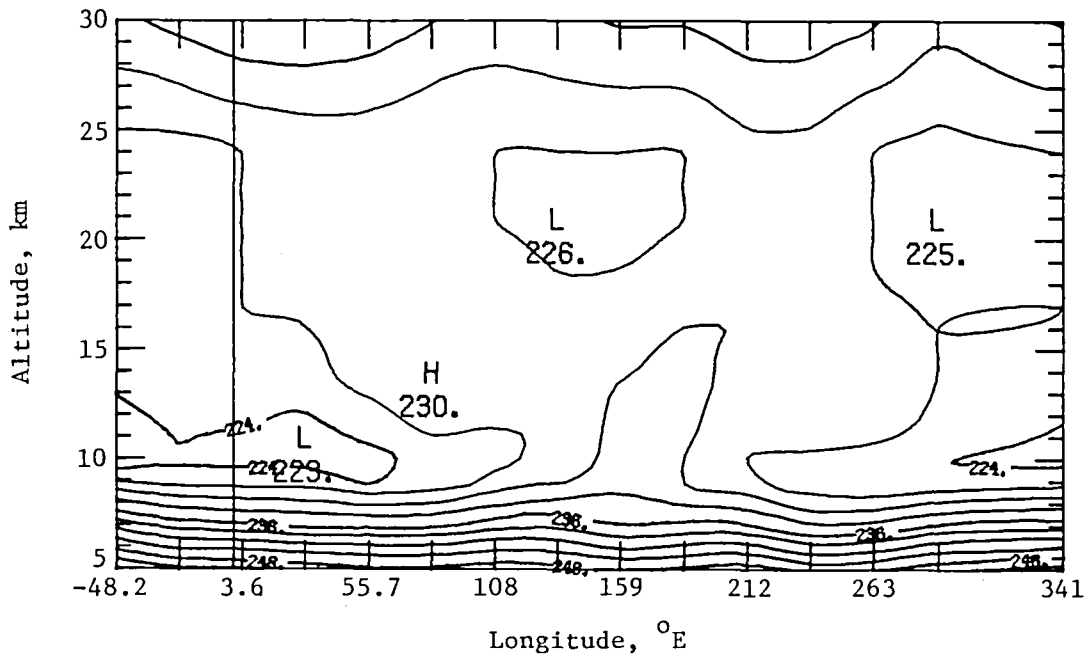 30
25
20
15
10
5
Altitude, km
L
226.
L
225.
H
230.
224.
L
224.
223.
224.
236.
236.
236.
248.
248.
248.
-48.2 3.6 55.7 108 159 212 263 341
Longitude, °E